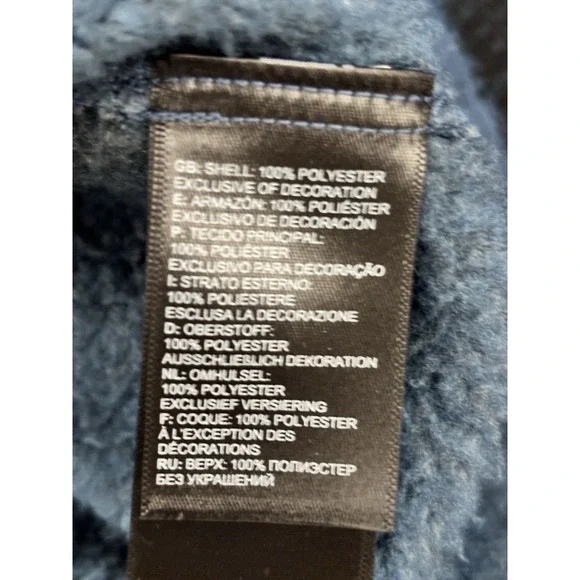 GB: SHELL: 100% POLYESTER
EXCLUSIVE OF DECORATION
E: ARMAZÓN: 100% POLIÉSTER
EXCLUSIVO DE DECORACIÓN
P: TECIDO PRINCIPAL:
100% POLIÉSTER
EXCLUSIVO PARA DECORAÇÃO
I: STRATO ESTERNO:
100% POLIESTERE
ESCLUSA LA DECORAZIONE
D: OBERSTOFF:
100% POLYESTER
AUSSCHLIEßLICH DEKORATION
NL: OMHULSEL:
100% POLYESTER
EXCLUSIEF VERSIERING
F: COQUE: 100% POLYESTER
À L'EXCEPTION DES
DÉCORATIONS
RU: ВЕРХ: 100% ПОЛИЭСТЕР
БЕЗ УКРАШЕНИЙ